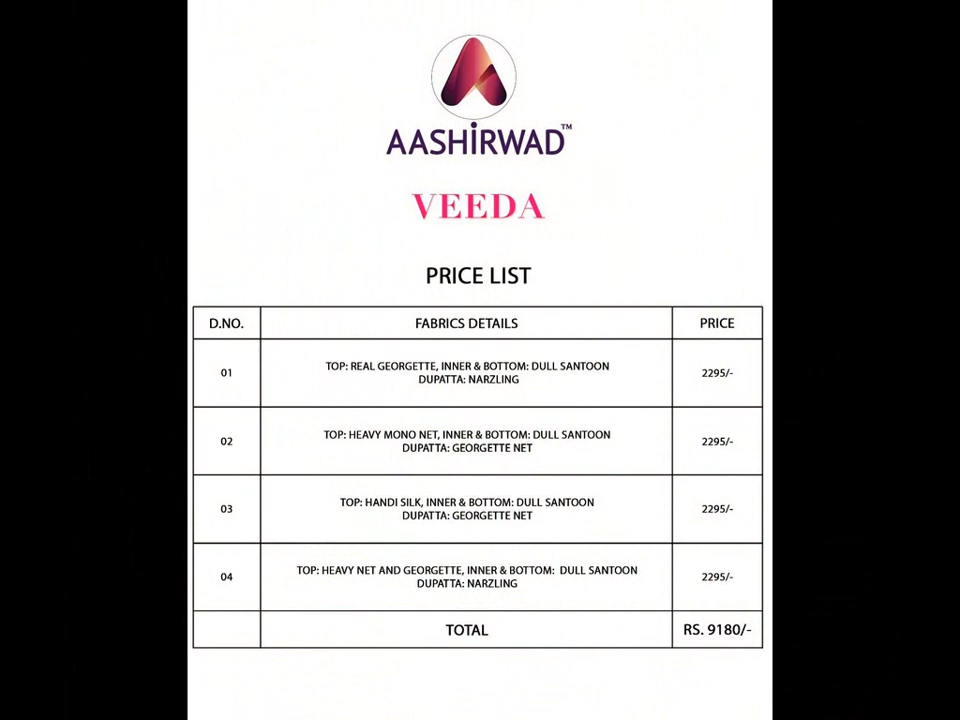 AASHiRWAD™
VEEDA
PRICE LIST
D.NO. FABRICS DETAILS PRICE
01 TOP: REAL GEORGETTE, INNER & BOTTOM: DULL SANTOON 2295/-
DUPATTA: NARZLING
02 TOP: HEAVY MONO NET, INNER & BOTTOM: DULL SANTOON 2295/-
DUPATTA: GEORGETTE NET
03 TOP: HANDI SILK, INNER & BOTTOM: DULL SANTOON 2295/-
DUPATTA: GEORGETTE NET
04 TOP: HEAVY NET AND GEORGETTE, INNER & BOTTOM: DULL SANTOON 2295/-
DUPATTA: NARZLING
TOTAL RS. 9180/-